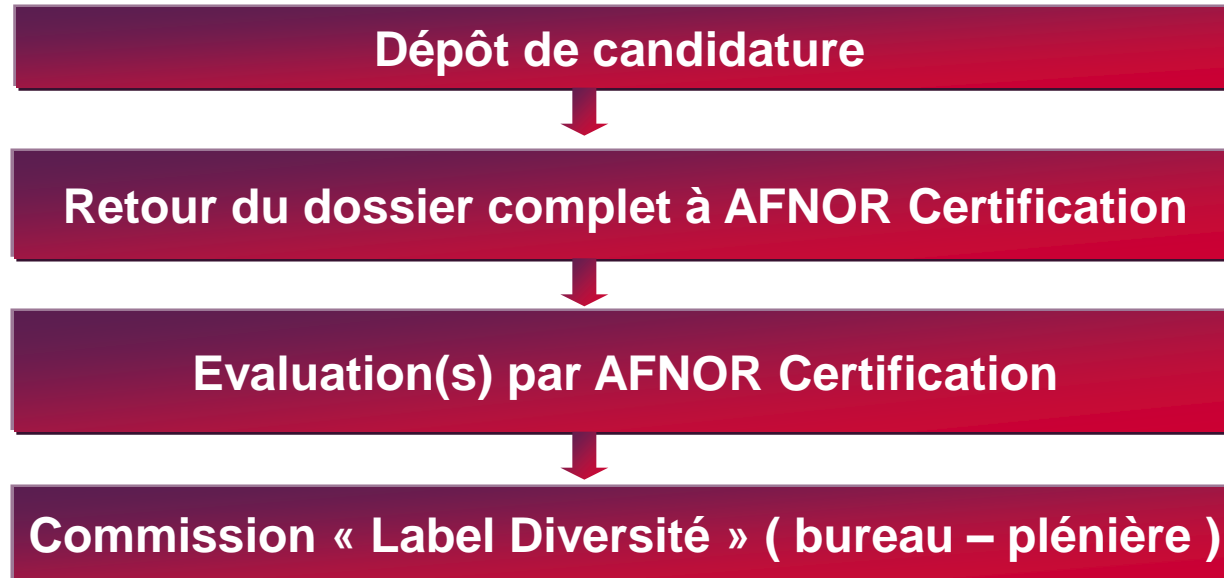 Dépôt de candidature
Retour du dossier complet à AFNOR Certification
Evaluation(s) par AFNOR Certification
Commission « Label Diversité » ( bureau – plénière )